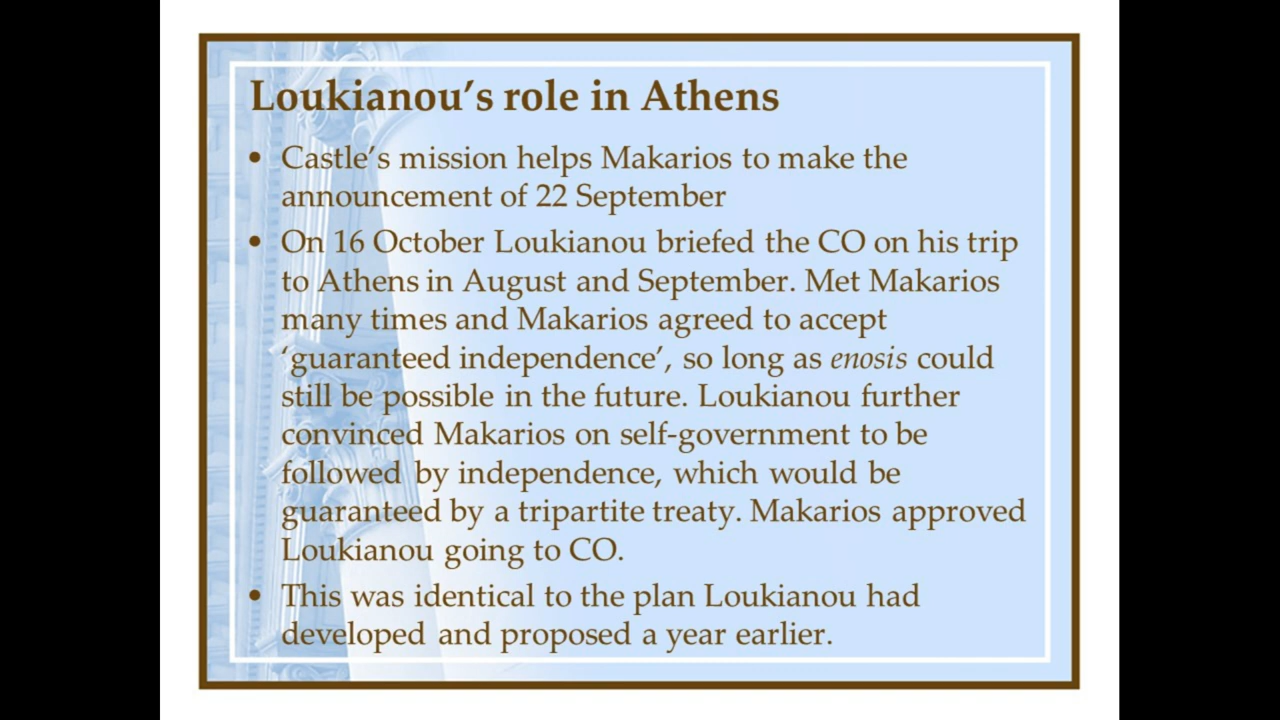 Loukianou’s role in Athens
• Castle’s mission helps Makarios to make the
announcement of 22 September
• On 16 October Loukianou briefed the CO on his trip
to Athens in August and September. Met Makarios
many times and Makarios agreed to accept
‘guaranteed independence’, so long as enosis could
still be possible in the future. Loukianou further
convinced Makarios on self-government to be
followed by independence, which would be
guaranteed by a tripartite treaty. Makarios approved
Loukianou going to CO.
• This was identical to the plan Loukianou had
developed and proposed a year earlier.